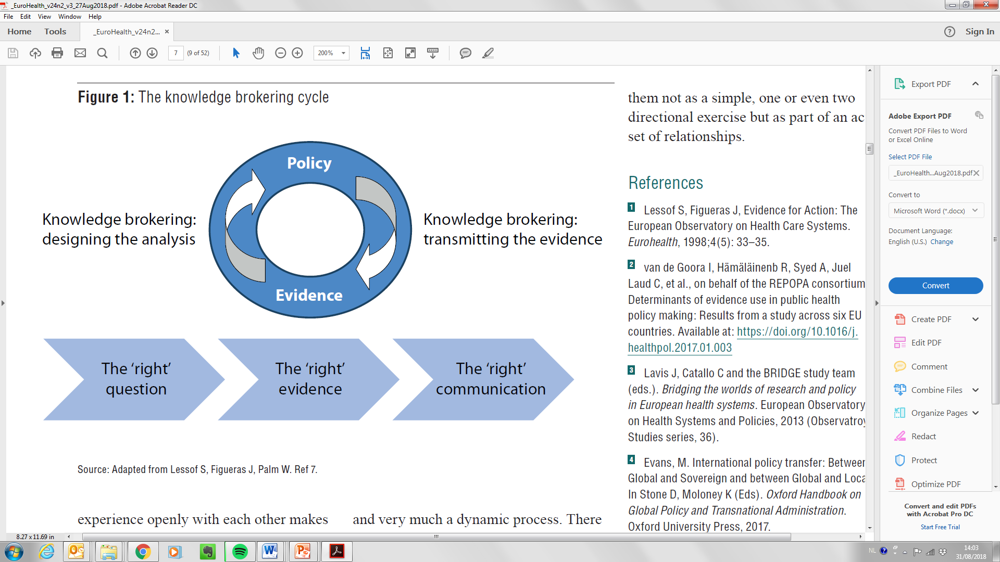 _EuroHealth_v24n2_v3_27Aug2018.pdf - Adobe Acrobat Reader DC
File Edit View Window Help
Home Tools _EuroHealth_v24n2... Sign In
7 (9 of 52) 200%
Figure 1: The knowledge brokering cycle
Policy
Knowledge brokering:
designing the analysis
Knowledge brokering:
transmitting the evidence
Evidence
The ‘right’
question
The ‘right’
evidence
The ‘right’
communication
Source: Adapted from Lessof S, Figueras J, Palm W. Ref 7.
experience openly with each other makes
and very much a dynamic process. There
them not as a simple, one or even two
directional exercise but as part of an ac
set of relationships.
References
1 Lessof S, Figueras J, Evidence for Action: The
European Observatory on Health Care Systems.
Eurohealth, 1998;4(5): 33–35.
2 van de Goora I, Hämäläinenb R, Syed A, Juel
Laud C, et al., on behalf of the REPOPA consortium
Determinants of evidence use in public health
policy making: Results from a study across six EU
countries. Available at: https://doi.org/10.1016/j.
healthpol.2017.01.003
3 Lavis J, Catallo C and the BRIDGE study team
(eds.). Bridging the worlds of research and policy
in European health systems. European Observatory
on Health Systems and Policies, 2013 (Observatroy
Studies series, 36).
4 Evans, M. International policy transfer: Between
Global and Sovereign and between Global and Loca
In Stone D, Moloney K (Eds). Oxford Handbook on
Global Policy and Transnational Administration.
Oxford University Press, 2017.
Export PDF
Adobe Export PDF
Convert PDF Files to Word
or Excel Online
Select PDF File
_EuroHealth...Aug2018.pdf
Convert to
Microsoft Word (*.docx)
Document Language:
English (U.S.) Change
Convert
Create PDF
Edit PDF
Comment
Combine Files
Organize Pages
Redact
Protect
Optimize PDF
Convert and edit PDFs
with Acrobat Pro DC
Start Free Trial
8.27 x 11.69 in
NL
14:03
31/08/2018